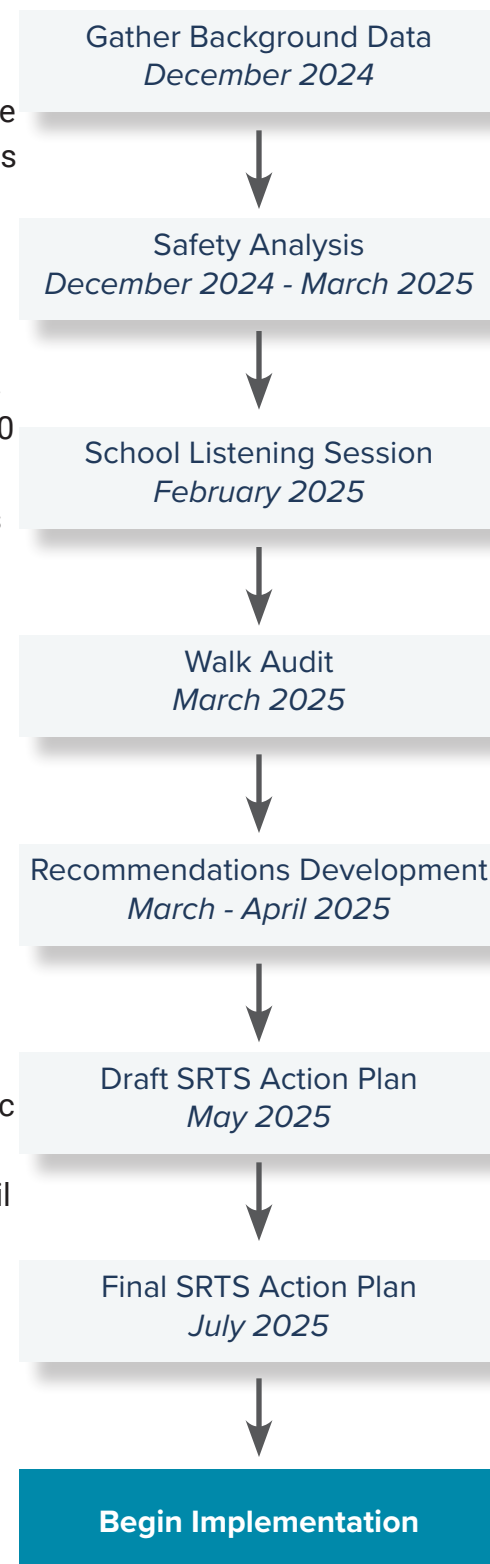 Gather Background Data
December 2024
e
s
Safety Analysis
December 2024 - March 2025
0
School Listening Session
February 2025
Walk Audit
March 2025
Recommendations Development
March - April 2025
Draft SRTS Action Plan
c
May 2025
il
Final SRTS Action Plan
July 2025
Begin Implementation